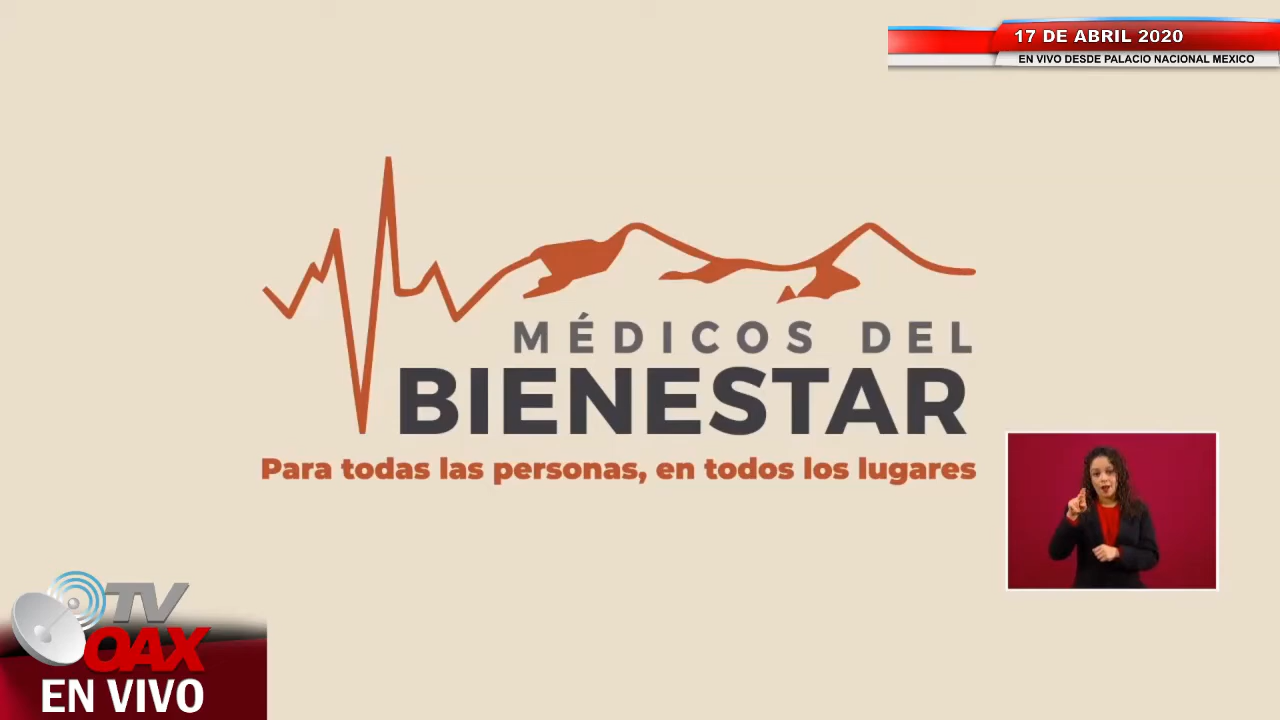 17 DE ABRIL 2020
EN VIVO DESDE PALACIO NACIONAL MEXICO
MÉDICOS DEL
BIENESTAR
Para todas las personas, en todos los lugares
TV
OAX
EN VIVO